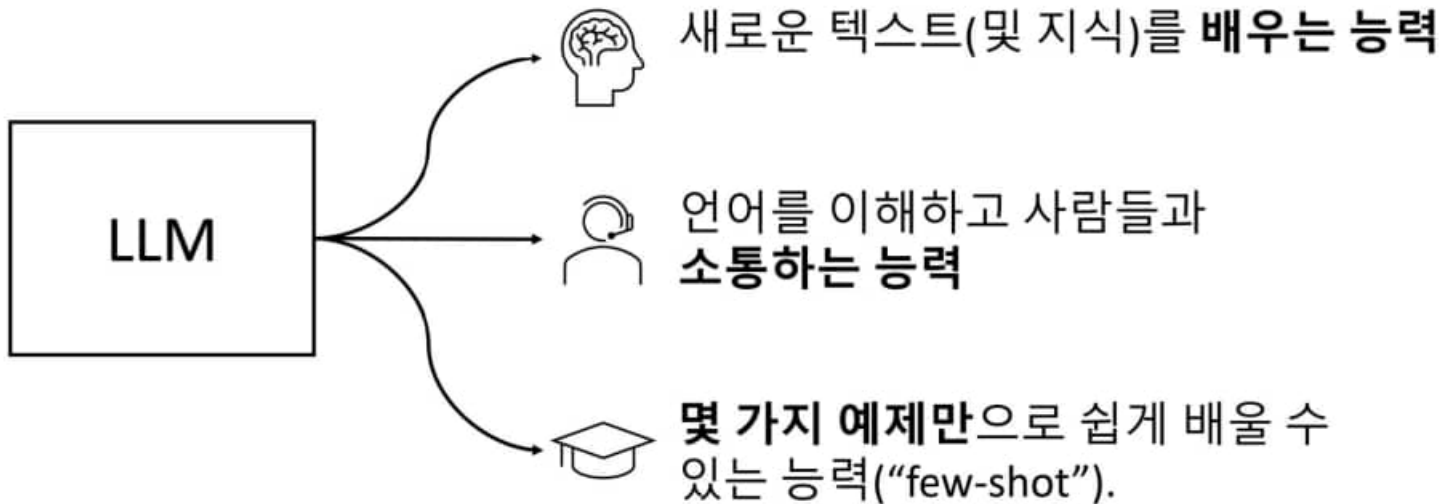 새로운 텍스트(및 지식)를 배우는 능력
LLM
언어를 이해하고 사람들과
소통하는 능력
몇 가지 예제만으로 쉽게 배울 수
있는 능력(“few-shot”).